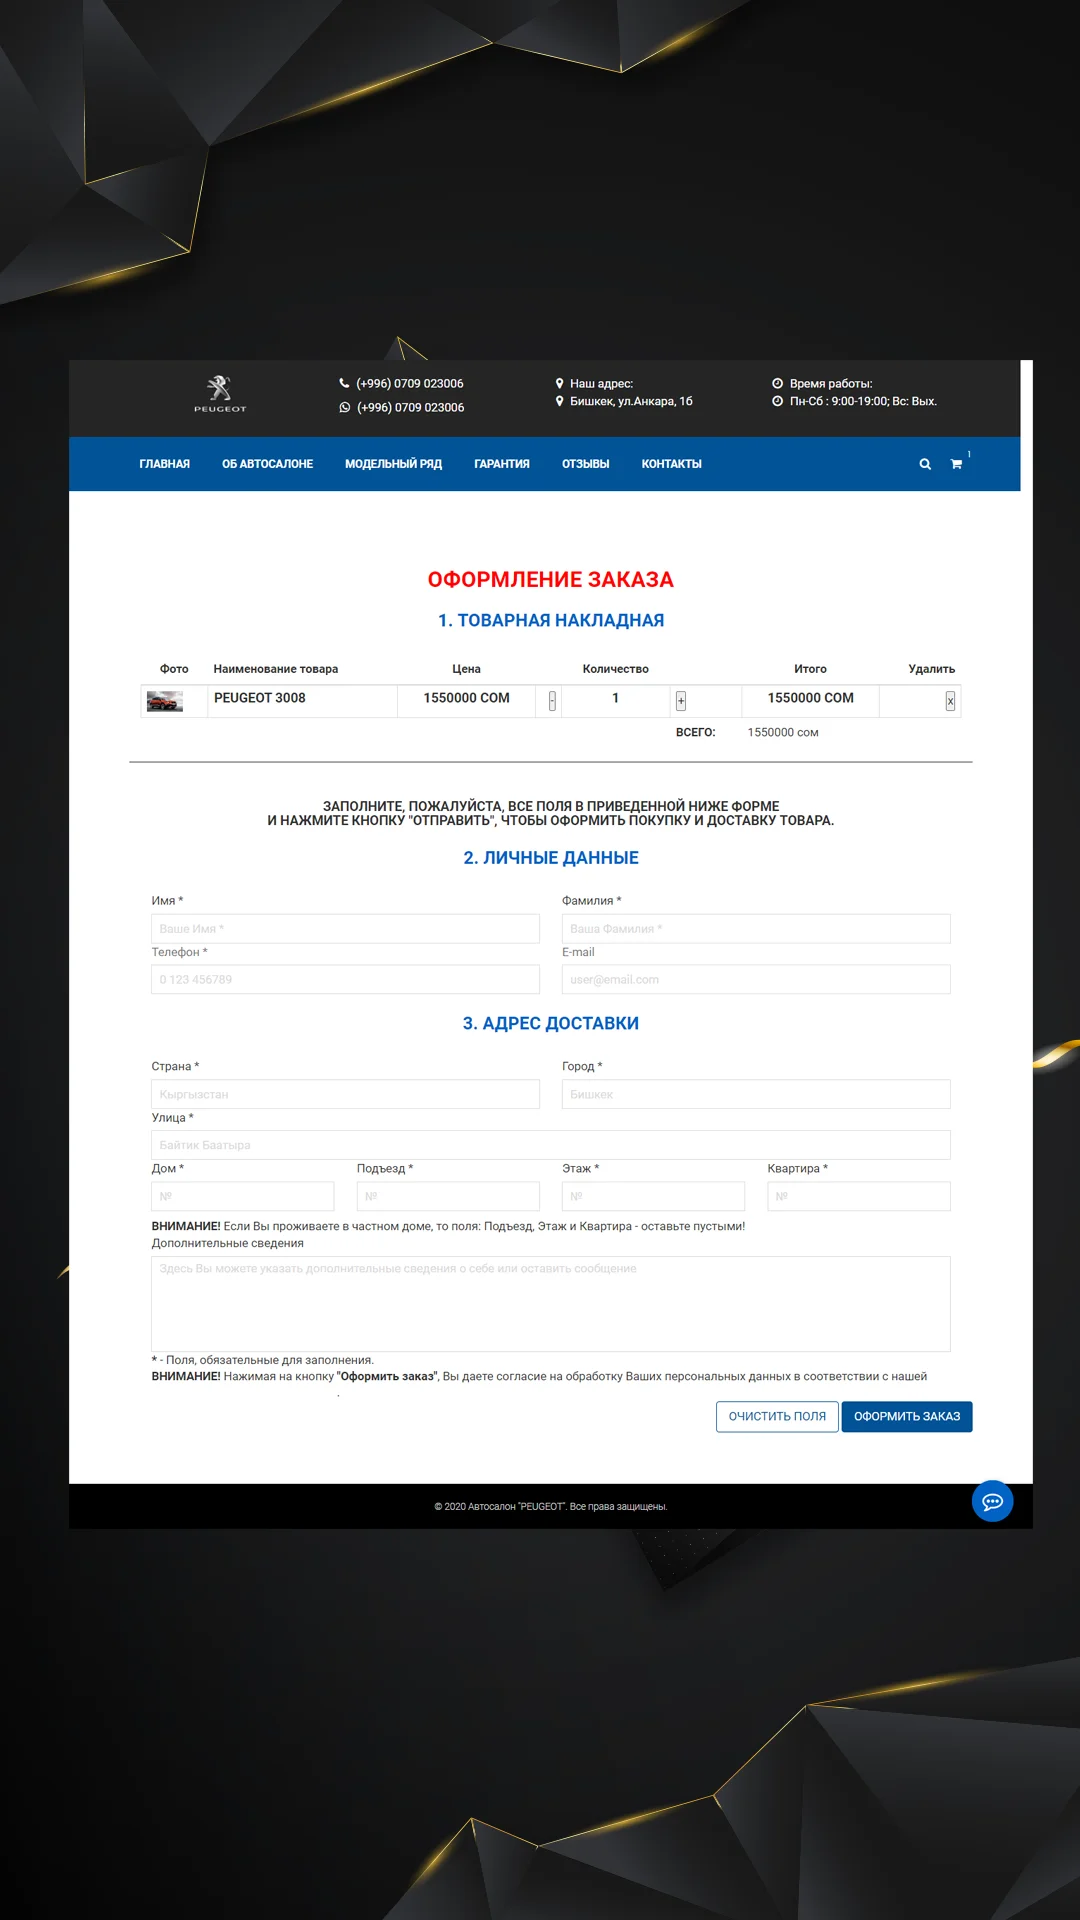 PEUGEOT
(+996) 0709 023006
(+996) 0709 023006
Наш адрес:
Бишкек, ул.Анкара, 1б
Время работы:
Пн-Сб : 9:00-19:00; Вс: Вых.
ГЛАВНАЯ ОБ АВТОСАЛОНЕ МОДЕЛЬНЫЙ РЯД ГАРАНТИЯ ОТЗЫВЫ КОНТАКТЫ 1
ОФОРМЛЕНИЕ ЗАКАЗА
1. ТОВАРНАЯ НАКЛАДНАЯ
Фото Наименование товара Цена Количество Итого Удалить
PEUGEOT 3008 1550000 СОМ - 1 + 1550000 СОМ x
ВСЕГО: 1550000 сом
ЗАПОЛНИТЕ, ПОЖАЛУЙСТА, ВСЕ ПОЛЯ В ПРИВЕДЕННОЙ НИЖЕ ФОРМЕ
И НАЖМИТЕ КНОПКУ "ОТПРАВИТЬ", ЧТОБЫ ОФОРМИТЬ ПОКУПКУ И ДОСТАВКУ ТОВАРА.
2. ЛИЧНЫЕ ДАННЫЕ
Имя * Фамилия *
Ваше Имя * Ваша Фамилия *
Телефон * E-mail
0 123 456789 user@email.com
3. АДРЕС ДОСТАВКИ
Страна * Город *
Кыргызстан Бишкек
Улица *
Байтик Баатыра
Дом * Подъезд * Этаж * Квартира *
№ № № №
ВНИМАНИЕ! Если Вы проживаете в частном доме, то поля: Подъезд, Этаж и Квартира - оставьте пустыми!
Дополнительные сведения
Здесь Вы можете указать дополнительные сведения о себе или оставить сообщение
* - Поля, обязательные для заполнения.
ВНИМАНИЕ! Нажимая на кнопку "Оформить заказ", Вы даете согласие на обработку Ваших персональных данных в соответствии с нашей
.
ОЧИСТИТЬ ПОЛЯ ОФОРМИТЬ ЗАКАЗ
© 2020 Автосалон "PEUGEOT". Все права защищены.